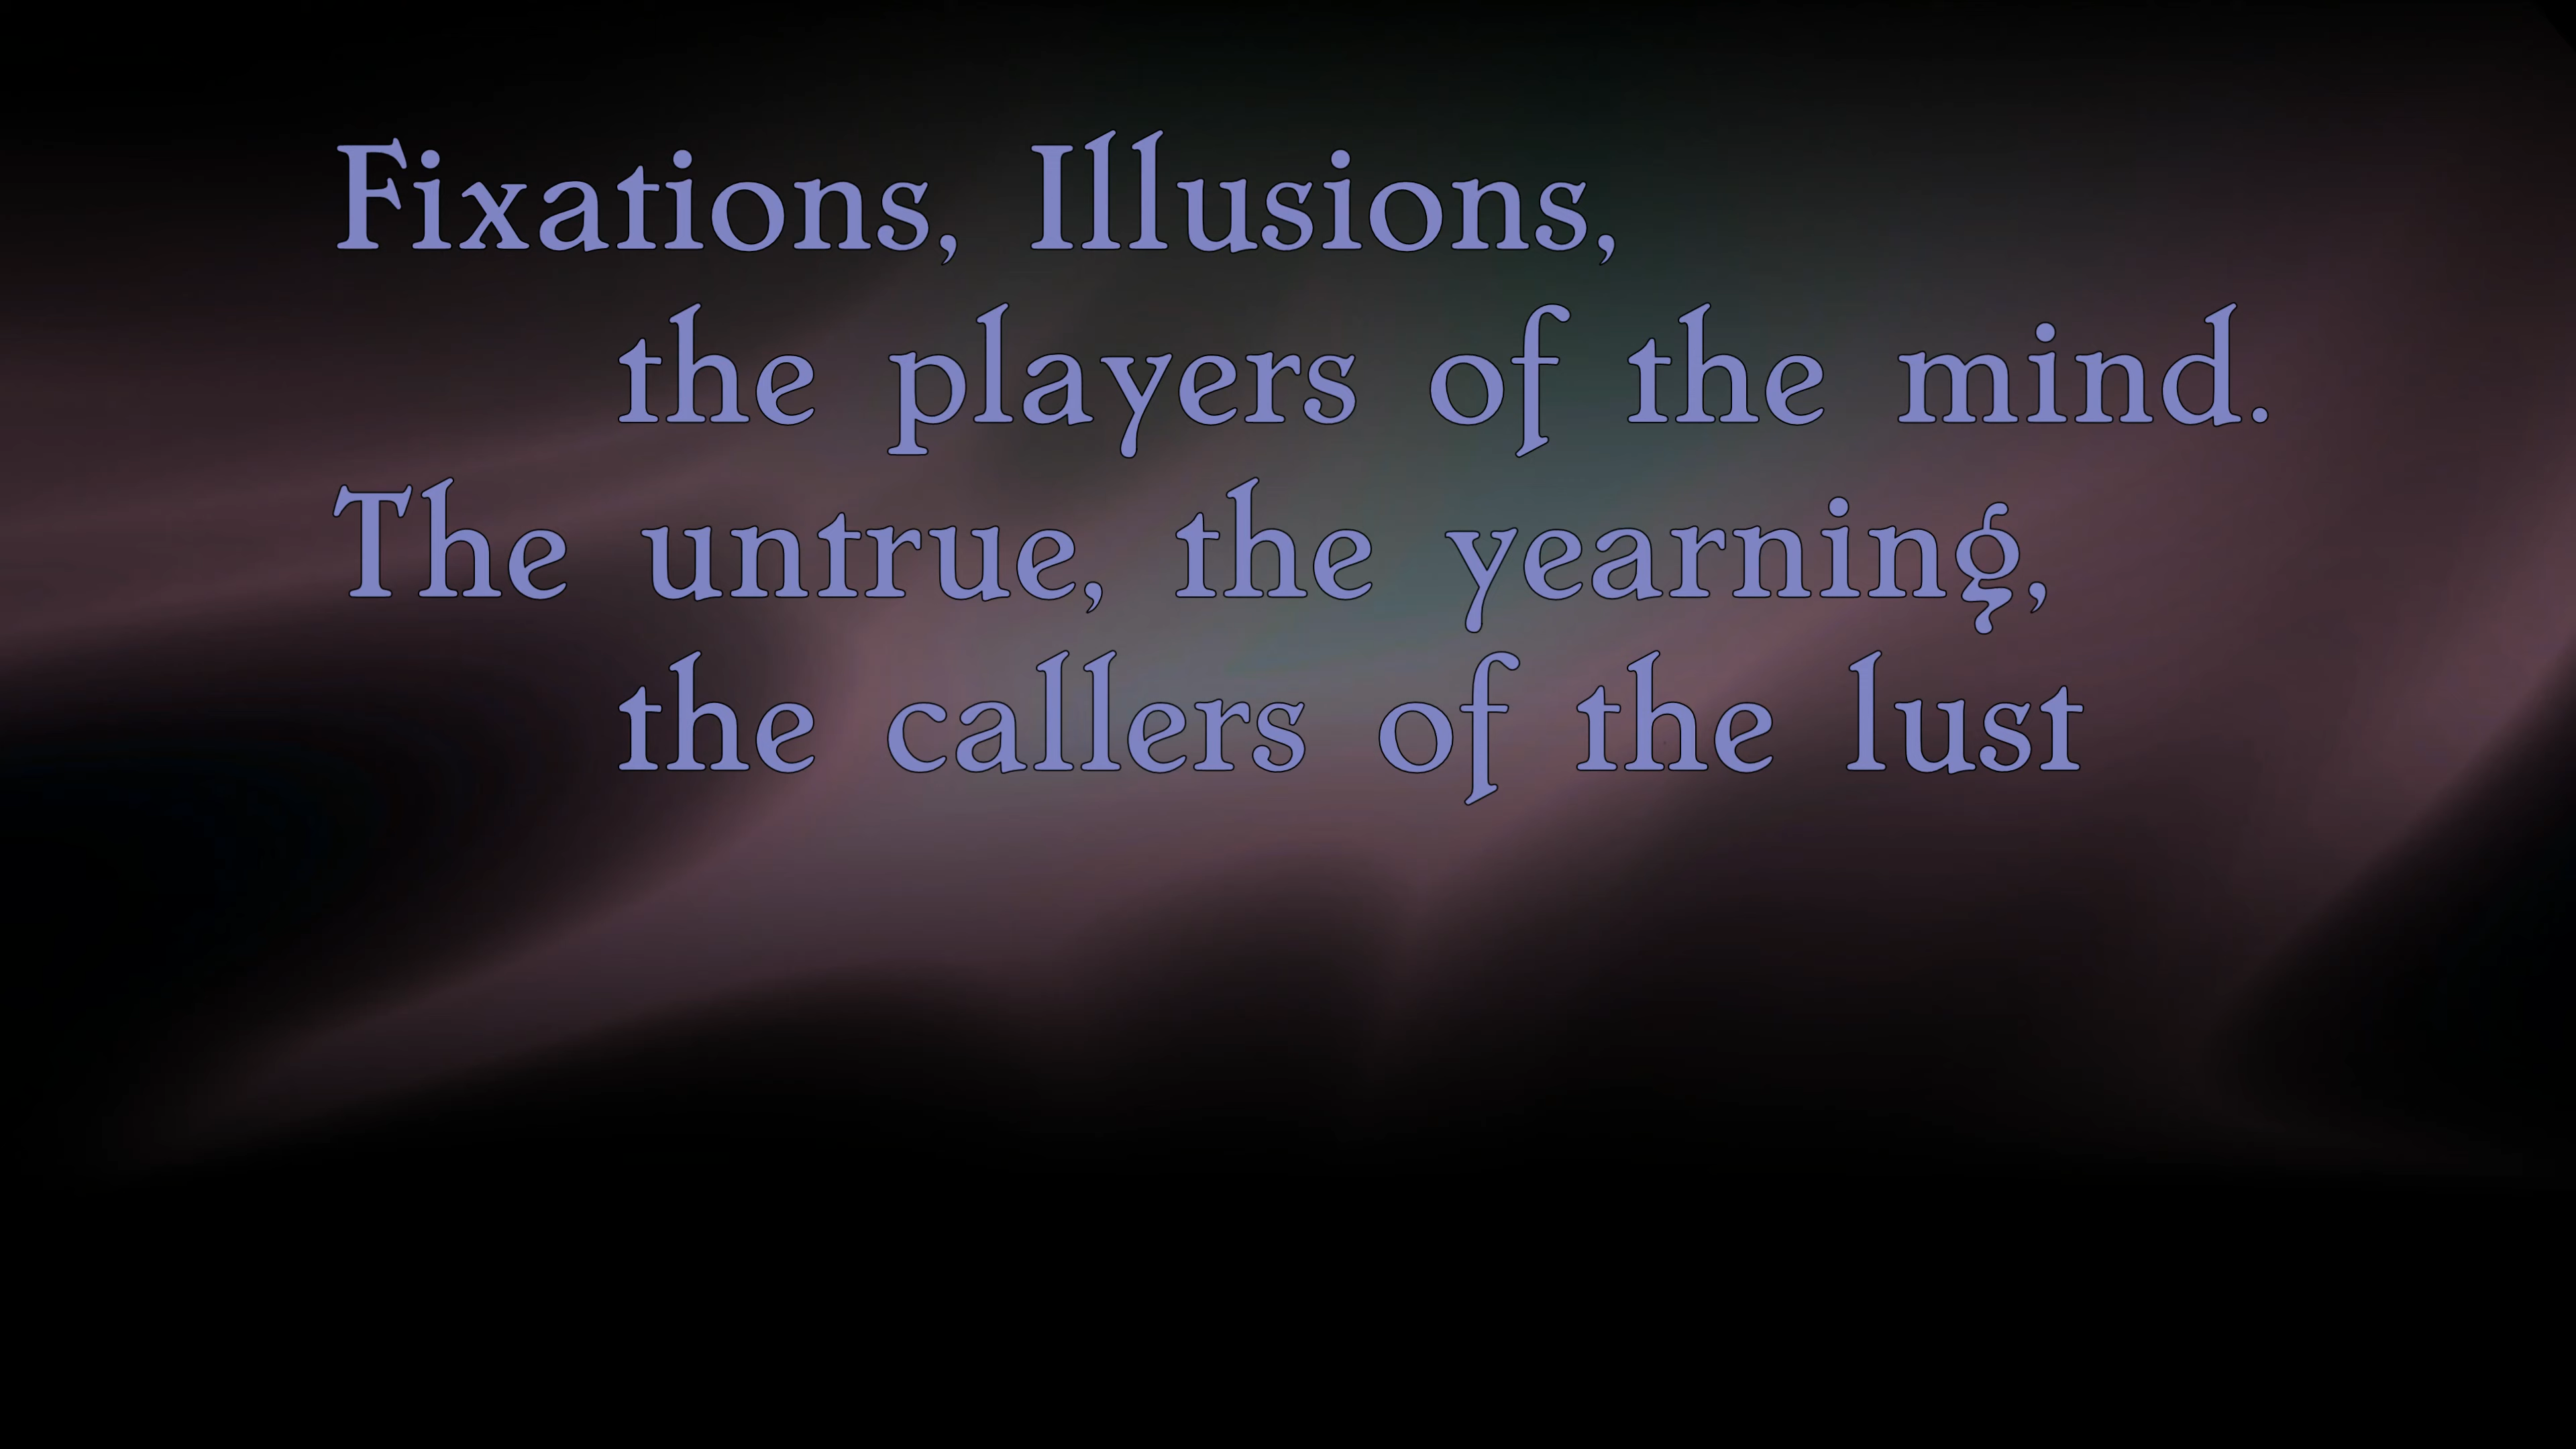 Fixations, Illusions,
the players of the mind.
The untrue, the yearning,
the callers of the lust